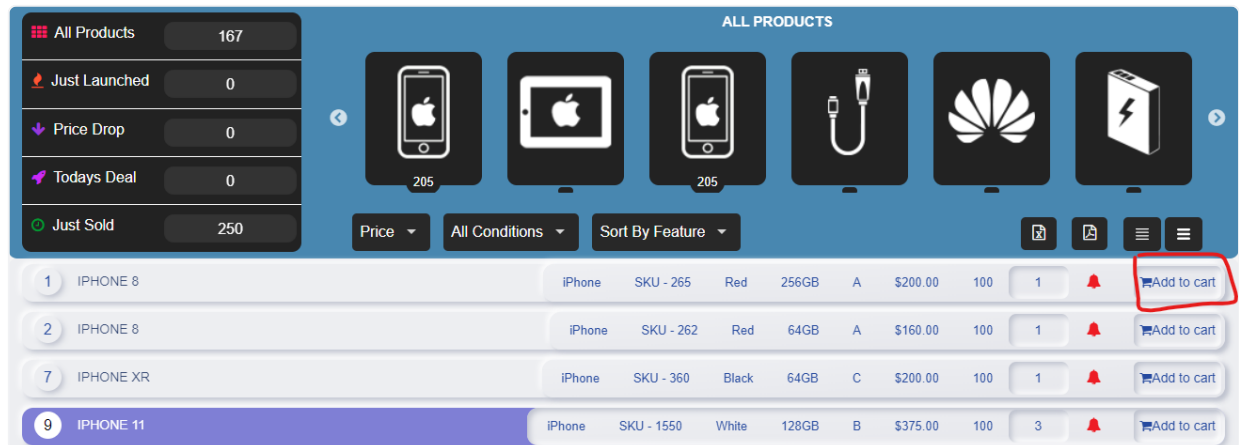 All Products 167
Just Launched 0
Price Drop 0
Todays Deal 0
Just Sold 250
ALL PRODUCTS
205 205
Price All Conditions Sort By Feature
1 IPHONE 8 iPhone SKU - 265 Red 256GB A $200.00 100 1 Add to cart
2 IPHONE 8 iPhone SKU - 262 Red 64GB A $160.00 100 1 Add to cart
7 IPHONE XR iPhone SKU - 360 Black 64GB C $200.00 100 1 Add to cart
9 IPHONE 11 iPhone SKU - 1550 White 128GB B $375.00 100 3 Add to cart